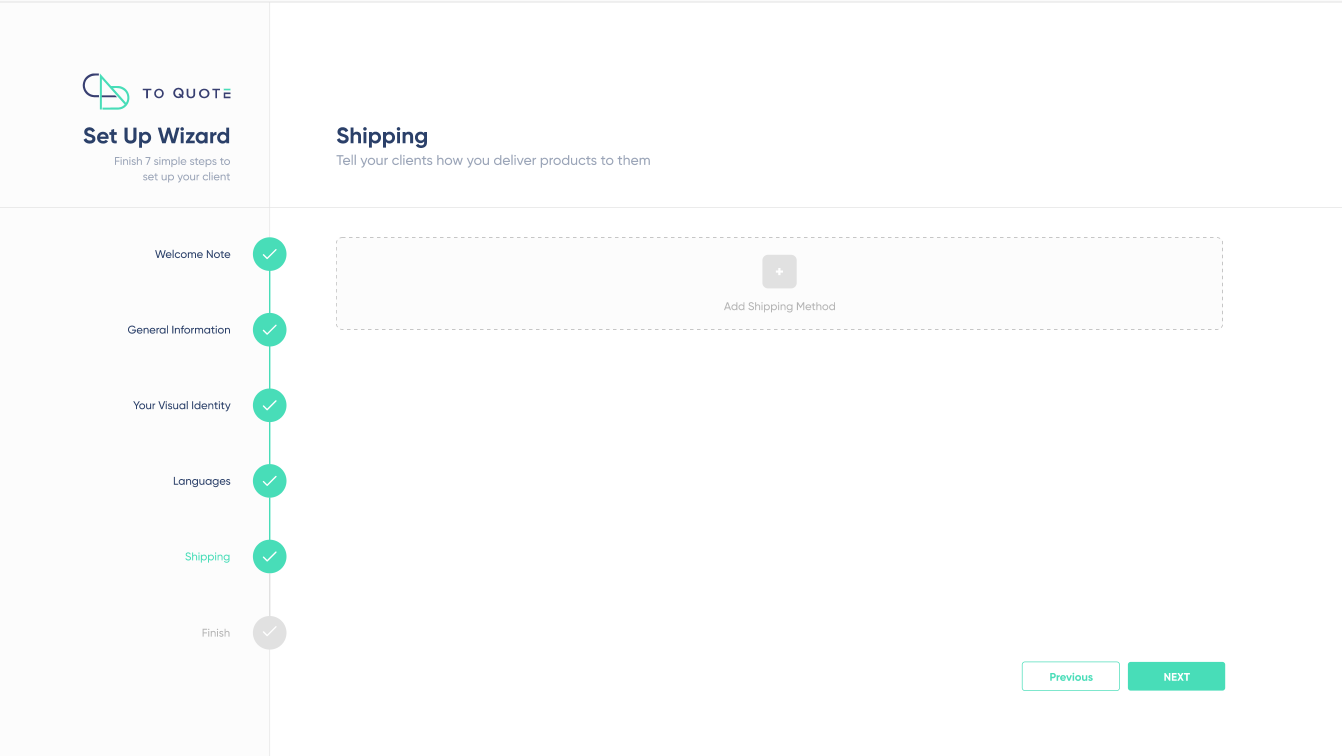 TO QUOTE
Set Up Wizard
Finish 7 simple steps to
set up your client
Shipping
Tell your clients how you deliver products to them
Welcome Note
General Information
Your Visual Identity
Languages
Shipping
Finish
+
Add Shipping Method
Previous
NEXT